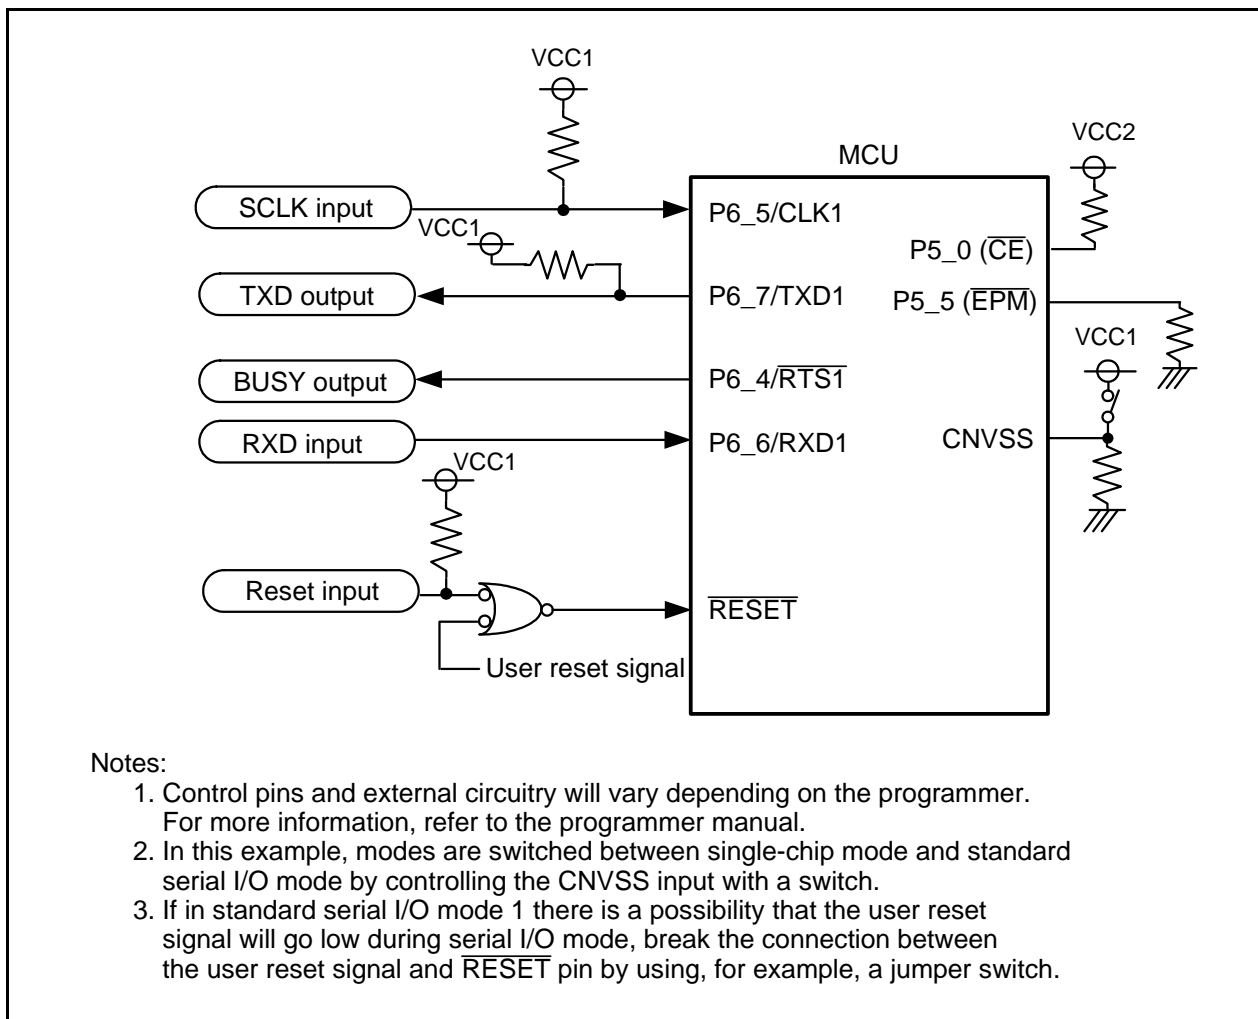 VCC1
VCC2
MCU
SCLK input
P6_5/CLK1
VCC1
P5_0 (CE)
TXD output
P6_7/TXD1
P5_5 (EPM)
VCC1
BUSY output
P6_4/RTS1
RXD input
P6_6/RXD1
CNVSS
VCC1
Reset input
RESET
User reset signal
Notes:
1. Control pins and external circuitry will vary depending on the programmer.
For more information, refer to the programmer manual.
2. In this example, modes are switched between single-chip mode and standard
serial I/O mode by controlling the CNVSS input with a switch.
3. If in standard serial I/O mode 1 there is a possibility that the user reset
signal will go low during serial I/O mode, break the connection between
the user reset signal and RESET pin by using, for example, a jumper switch.